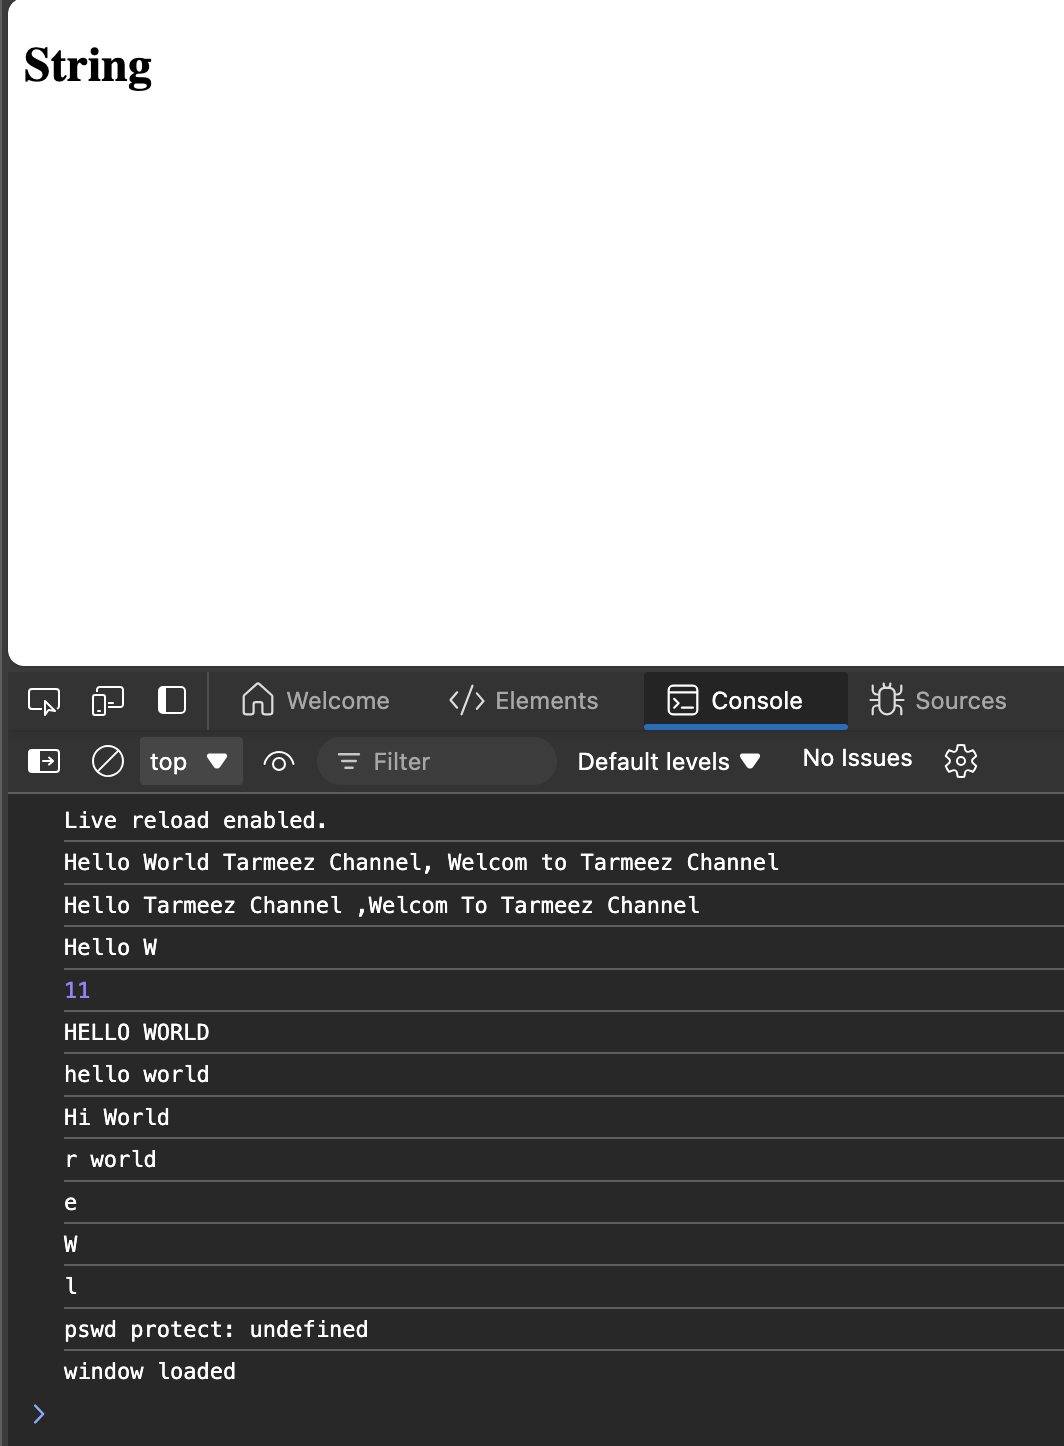 String
Welcome
Elements
Console
Sources
top
Filter
Default levels
No Issues
Live reload enabled.
Hello World Tarmeez Channel, Welcom to Tarmeez Channel
Hello Tarmeez Channel ,Welcom To Tarmeez Channel
Hello W
11
HELLO WORLD
hello world
Hi World
r world
e
W
l
pswd protect: undefined
window loaded